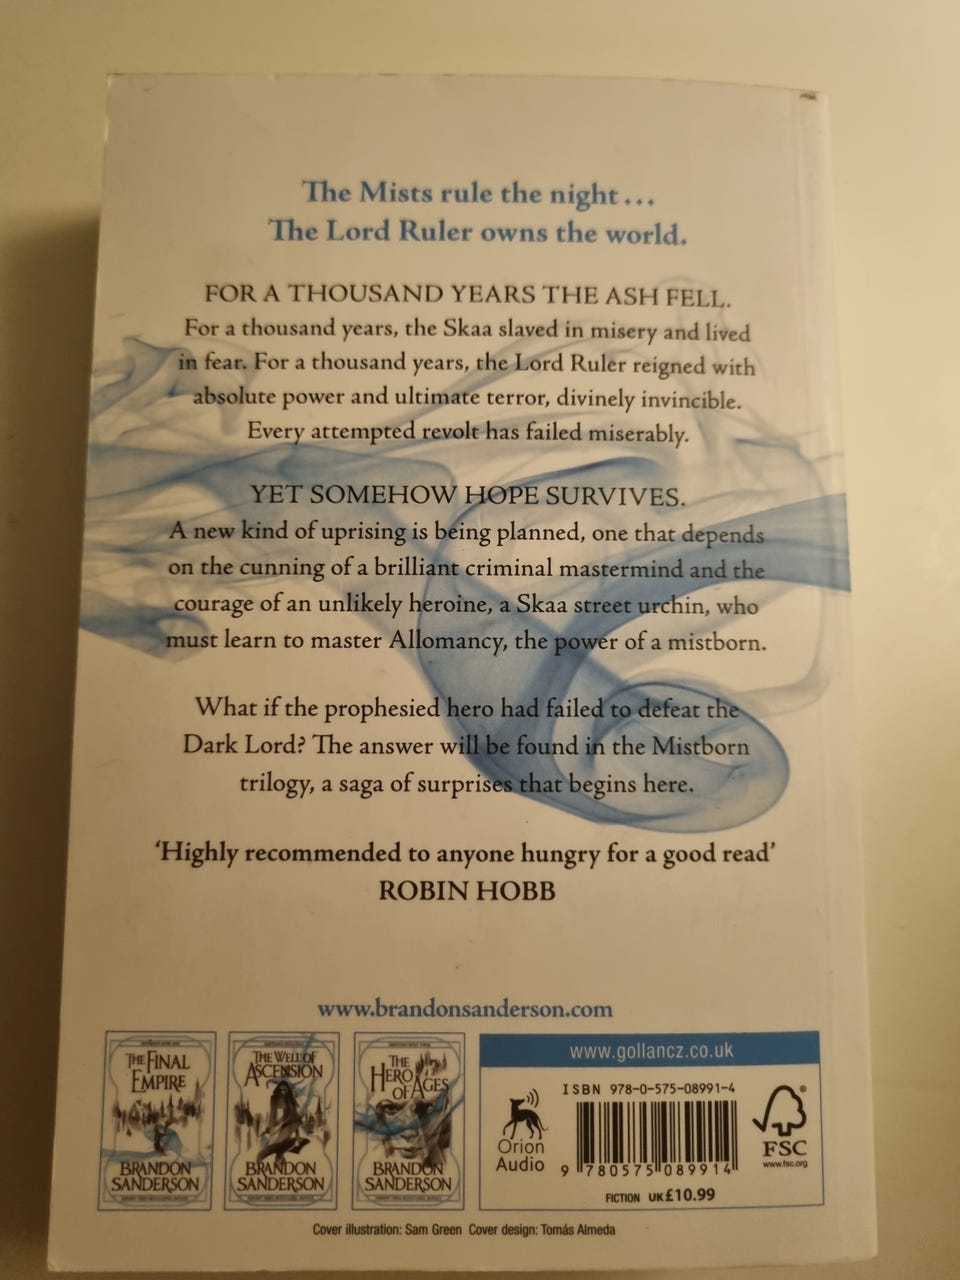 The Mists rule the night...
The Lord Ruler owns the world.
FOR A THOUSAND YEARS THE ASH FELL.
For a thousand years, the Skaa slaved in misery and lived
in fear. For a thousand years, the Lord Ruler reigned with
absolute power and ultimate terror, divinely invincible.
Every attempted revolt has failed miserably.
YET SOMEHOW HOPE SURVIVES.
A new kind of uprising is being planned, one that depends
on the cunning of a brilliant criminal mastermind and the
courage of an unlikely heroine, a Skaa street urchin, who
must learn to master Allomancy, the power of a mistborn.
What if the prophesied hero had failed to defeat the
Dark Lord? The answer will be found in the Mistborn
trilogy, a saga of surprises that begins here.
‘Highly recommended to anyone hungry for a good read’
ROBIN HOBB
www.brandonsanderson.com
THE FINAL
EMPIRE
BRANDON
SANDERSON
THE WELL OF
ASCENSION
BRANDON
SANDERSON
THE
HERO
OF AGES
BRANDON
SANDERSON
www.gollancz.co.uk
Orion
Audio
ISBN 978-0-575-08991-4
9 780575 089914
FICTION UK £10.99
FSC®
www.fsc.org
Cover illustration: Sam Green Cover design: Tomás Almeda